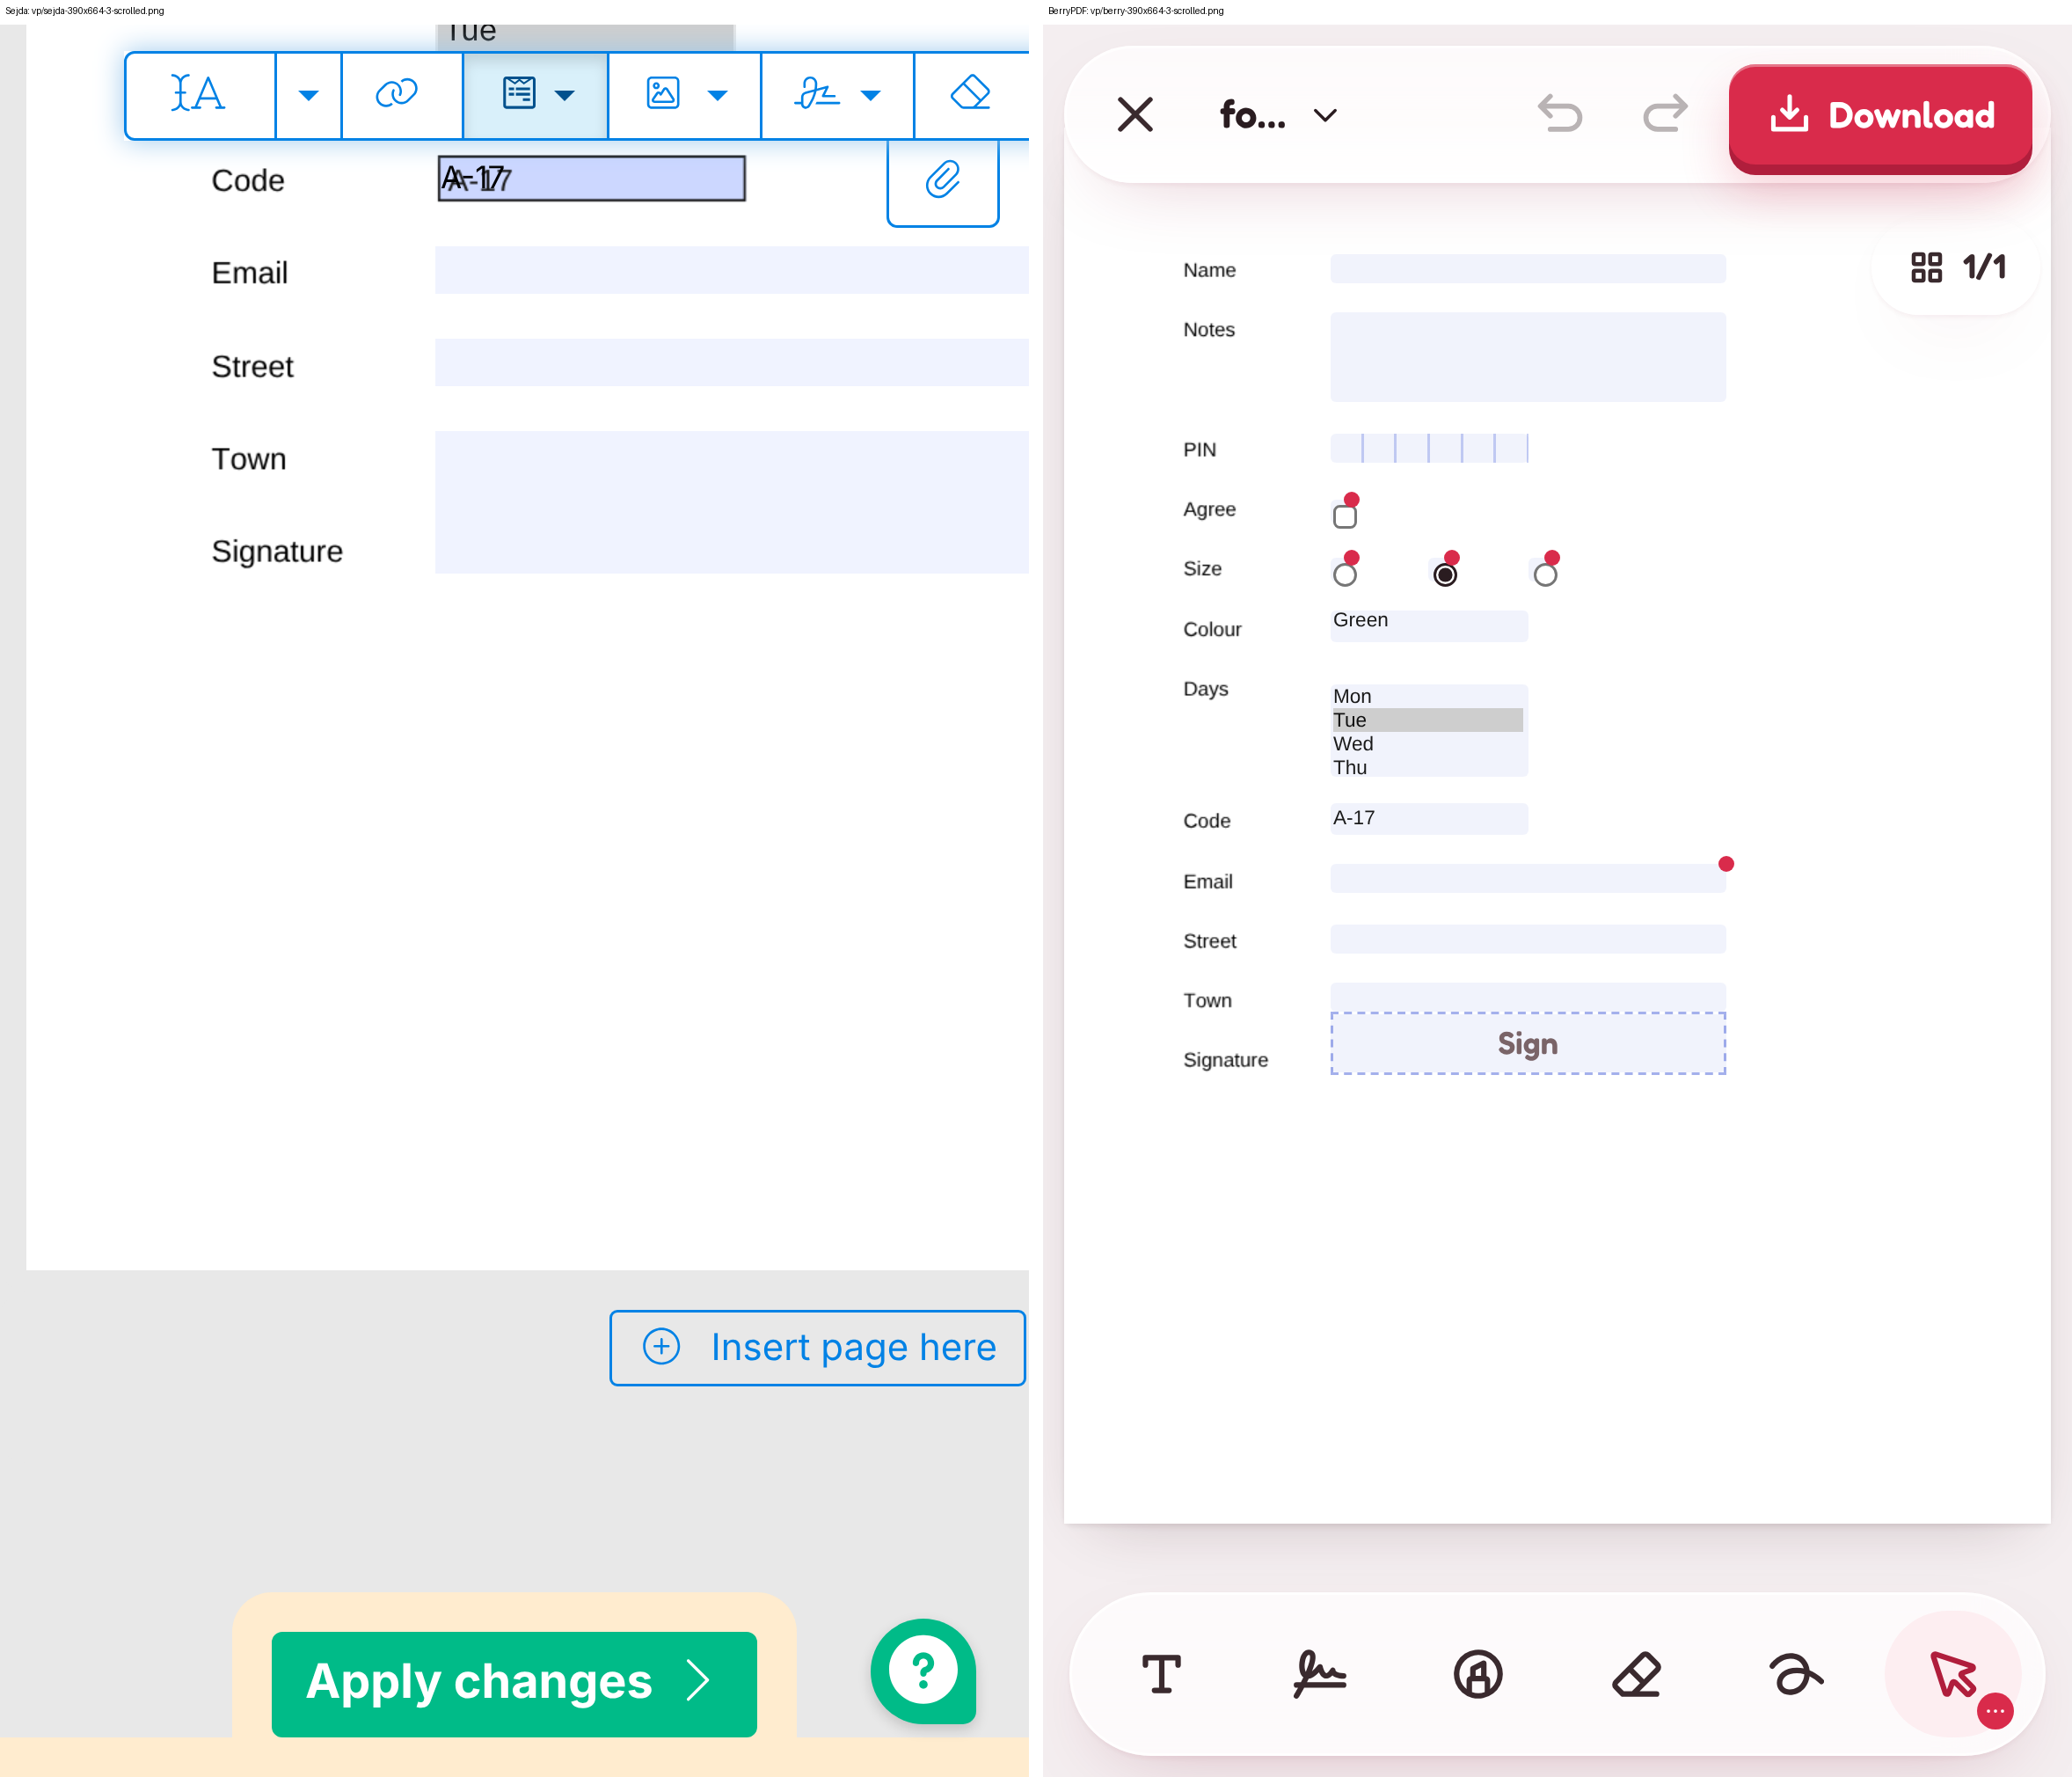 Sejda: vp/sejda-390x664-3-scrolled.png
Tue
A
Code
A-17
A-17
Email
Street
Town
Signature
Insert page here
Apply changes
?
BerryPDF: vp/berry-390x664-3-scrolled.png
fo...
Download
1/1
Name
Notes
PIN
Agree
Size
Colour
Green
Days
Mon
Tue
Wed
Thu
Code
A-17
Email
Street
Town
Sign
Signature
T